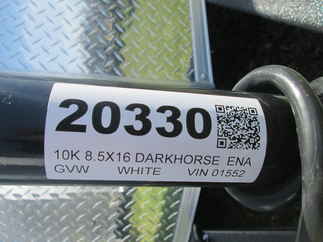 20330
10K 8.5X16 DARKHORSE ENA
GVW WHITE VIN 01552